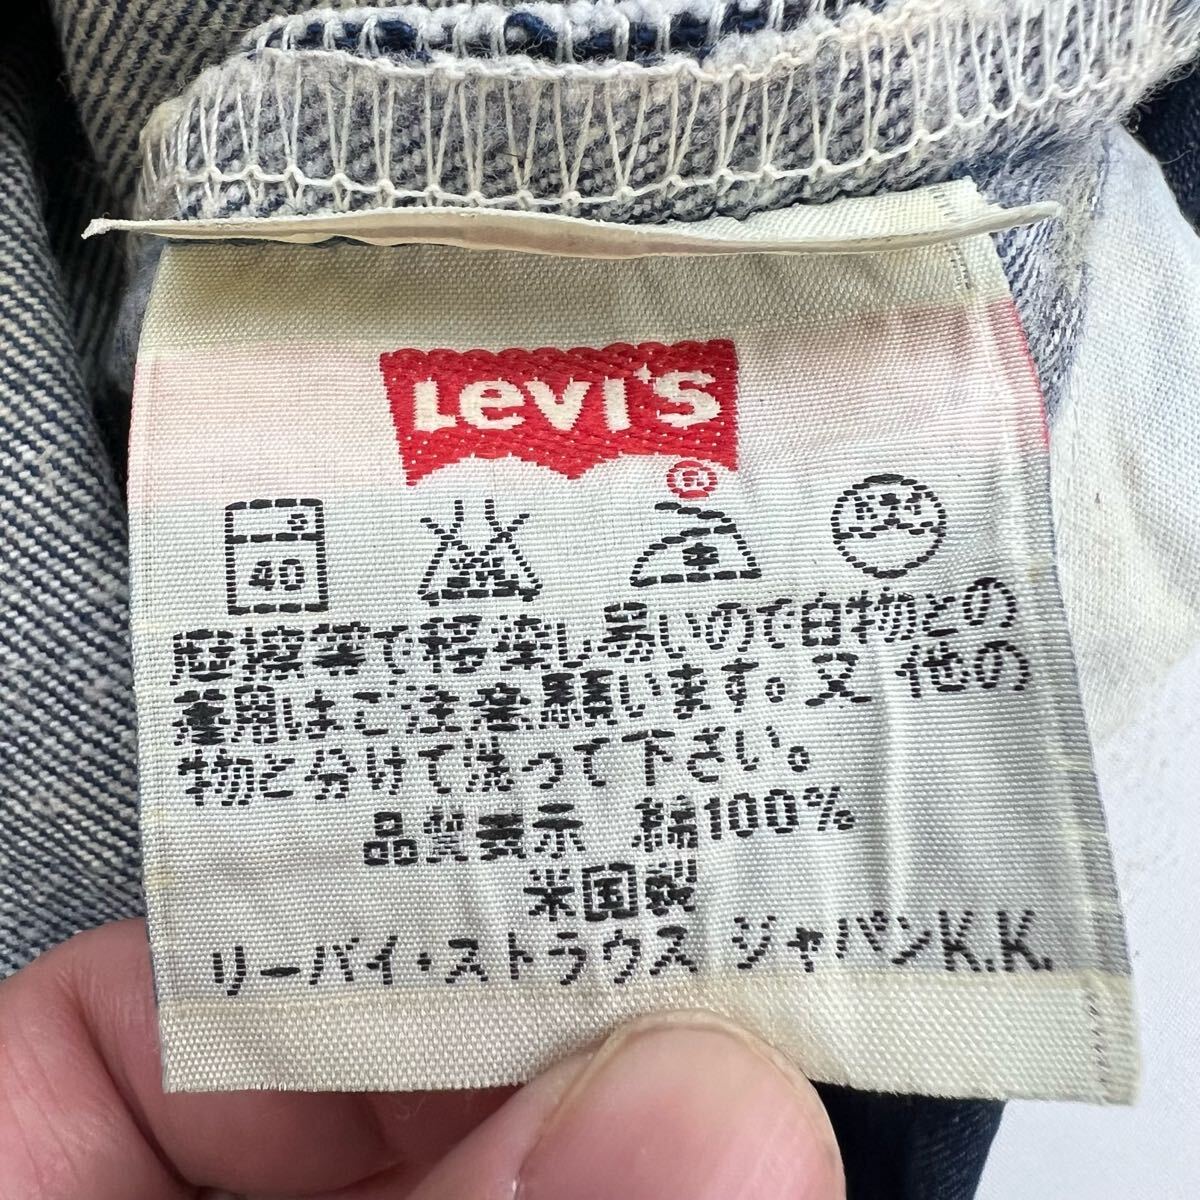 Levi's
®
40
ドライ
摩擦等で移染し易いので白物との
着用はご注意願います。又 他の
物と分けて洗って下さい。
品質表示 綿100%
米国製
リーバイ・ストラウス ジャパンK.K.